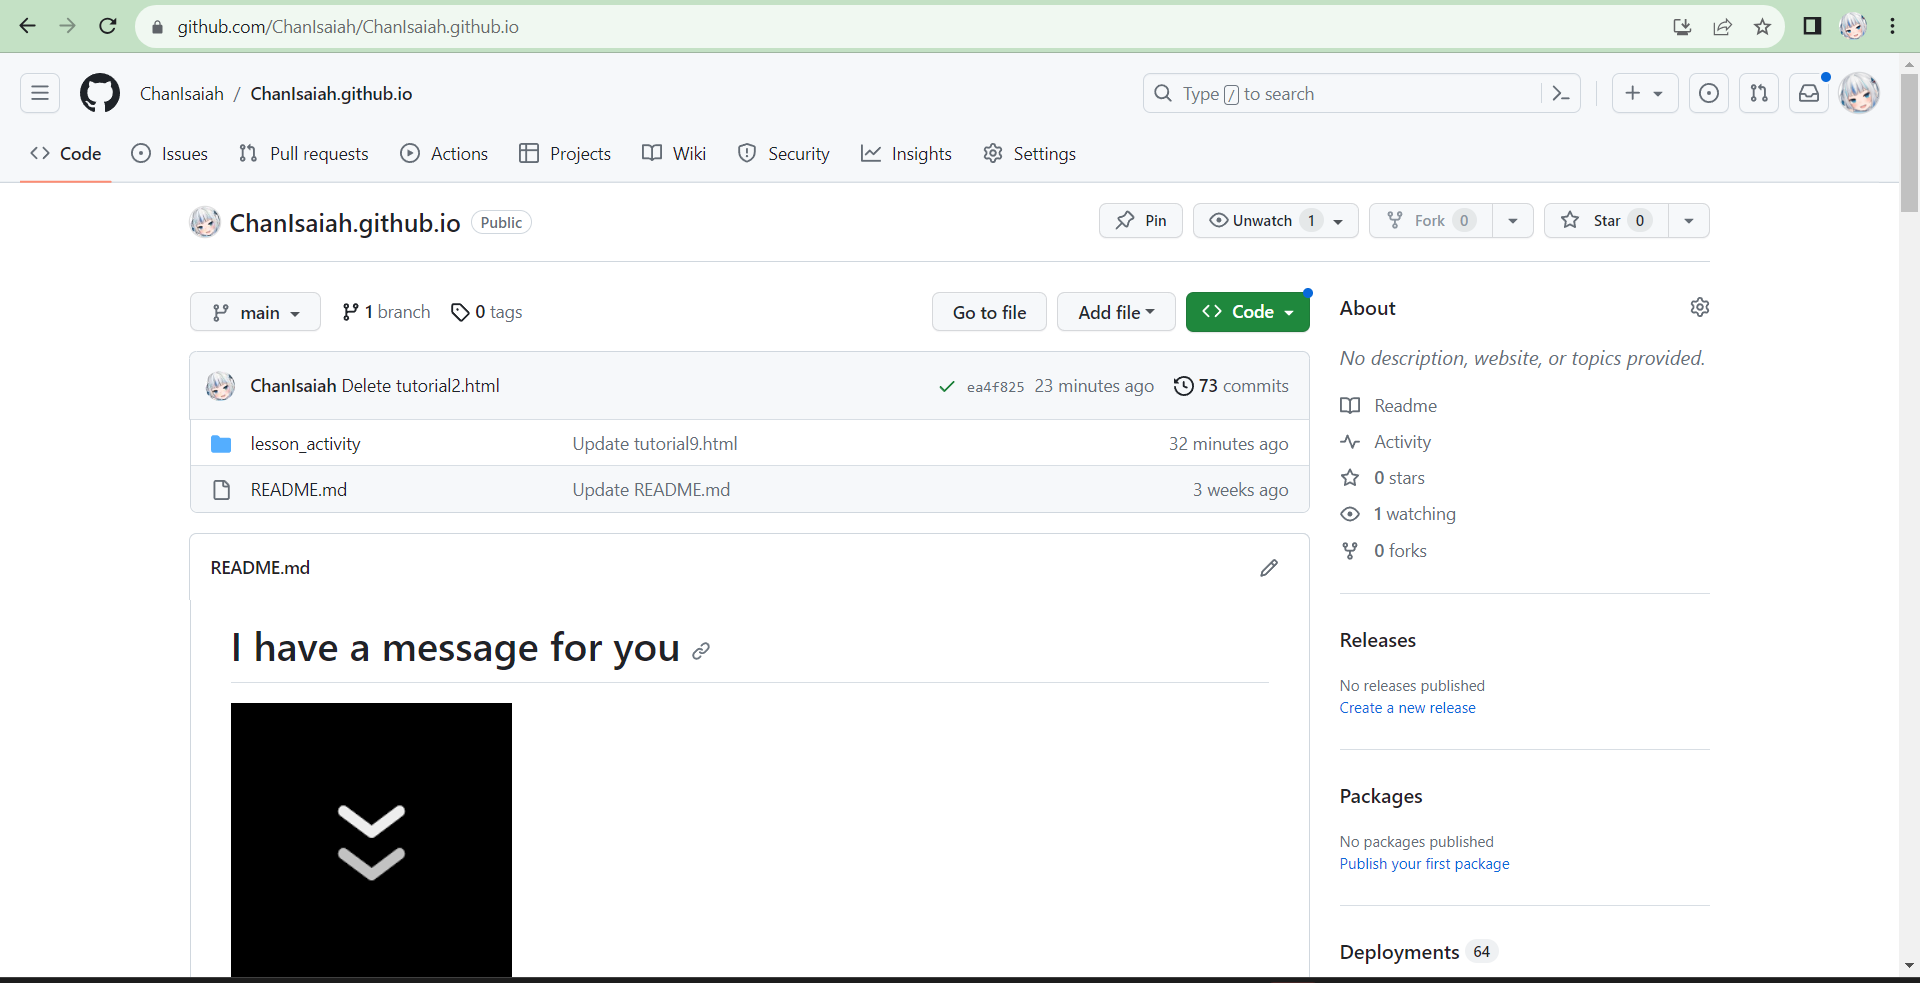 github.com/ChanIsaiah/ChanIsaiah.github.io
ChanIsaiah / ChanIsaiah.github.io
Type / to search
Code Issues Pull requests Actions Projects Wiki Security Insights Settings
ChanIsaiah.github.io Public
Pin Unwatch 1 Fork 0 Star 0
main 1 branch 0 tags Go to file Add file Code
ChanIsaiah Delete tutorial2.html ea4f825 23 minutes ago 73 commits
lesson_activity Update tutorial9.html 32 minutes ago
README.md Update README.md 3 weeks ago
README.md
I have a message for you
About
No description, website, or topics provided.
Readme
Activity
0 stars
1 watching
0 forks
Releases
No releases published
Create a new release
Packages
No packages published
Publish your first package
Deployments 64